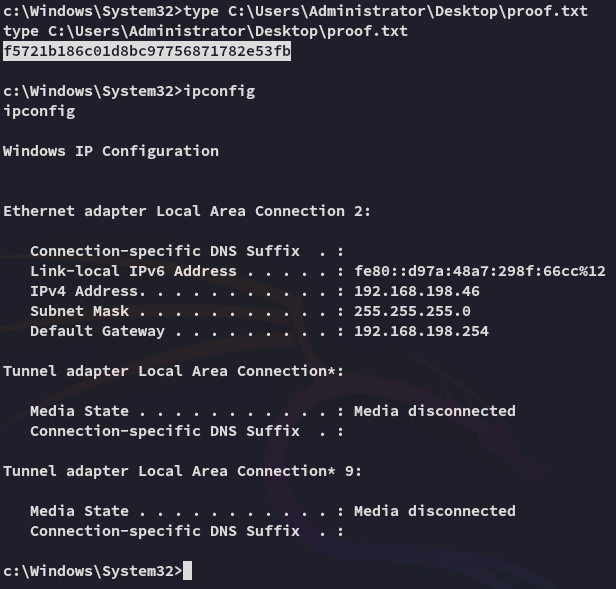 c:\Windows\System32>type C:\Users\Administrator\Desktop\proof.txt
type C:\Users\Administrator\Desktop\proof.txt
f5721b186c01d8bc97756871782e53fb
c:\Windows\System32>ipconfig
ipconfig
Windows IP Configuration
Ethernet adapter Local Area Connection 2:
   Connection-specific DNS Suffix  . :
   Link-local IPv6 Address . . . . . : fe80::d97a:48a7:298f:66cc%12
   IPv4 Address. . . . . . . . . . . : 192.168.198.46
   Subnet Mask . . . . . . . . . . . : 255.255.255.0
   Default Gateway . . . . . . . . . : 192.168.198.254
Tunnel adapter Local Area Connection*:
   Media State . . . . . . . . . . . : Media disconnected
   Connection-specific DNS Suffix  . :
Tunnel adapter Local Area Connection* 9:
   Media State . . . . . . . . . . . : Media disconnected
   Connection-specific DNS Suffix  . :
c:\Windows\System32>